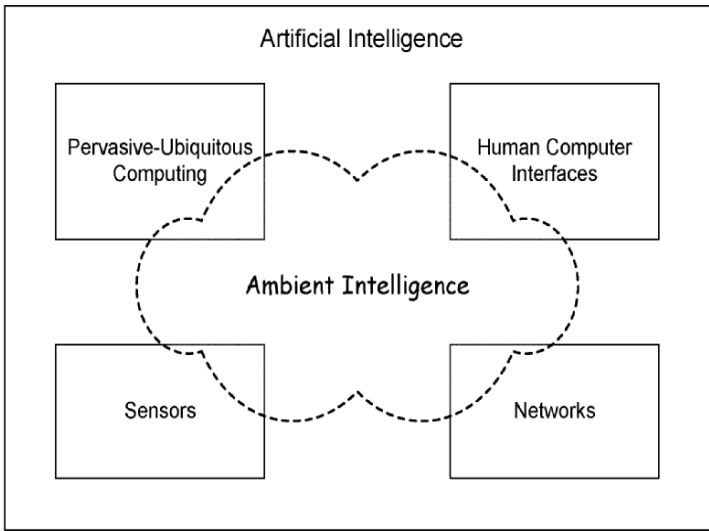 Artificial Intelligence
Pervasive-Ubiquitous
Computing
Human Computer
Interfaces
Ambient Intelligence
Sensors
Networks